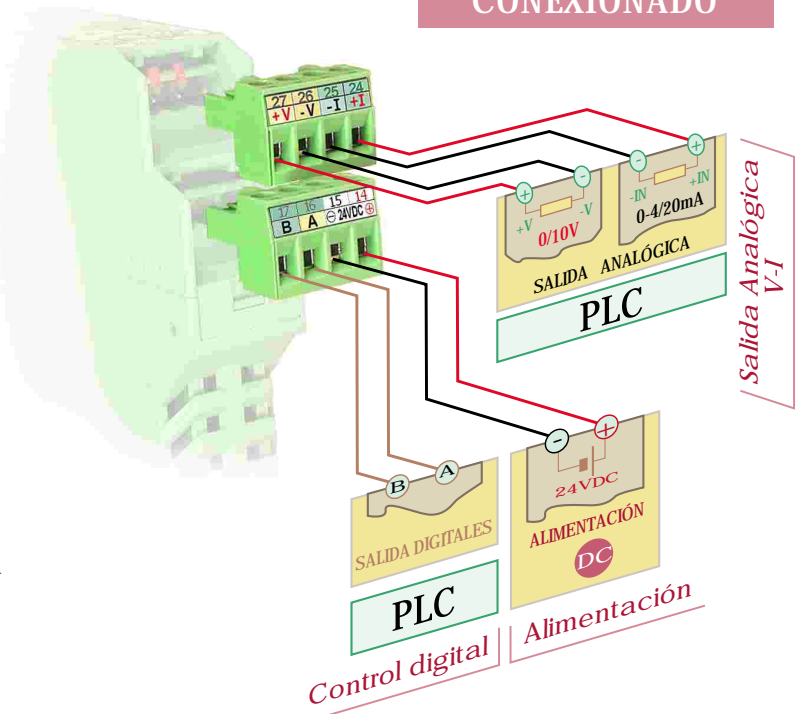 CONEXIONADO
27 26 25 24
+V -V -I +I
17 16 15 14
B A ⊖ 24VDC ⊕
+ -
+V -V
0/10V
- +
-IN +IN
0-4/20mA
SALIDA ANALÓGICA
PLC
Salida Analógica
V-I
B A
SALIDA DIGITALES
PLC
Control digital
- +
24VDC
ALIMENTACIÓN
DC
Alimentación